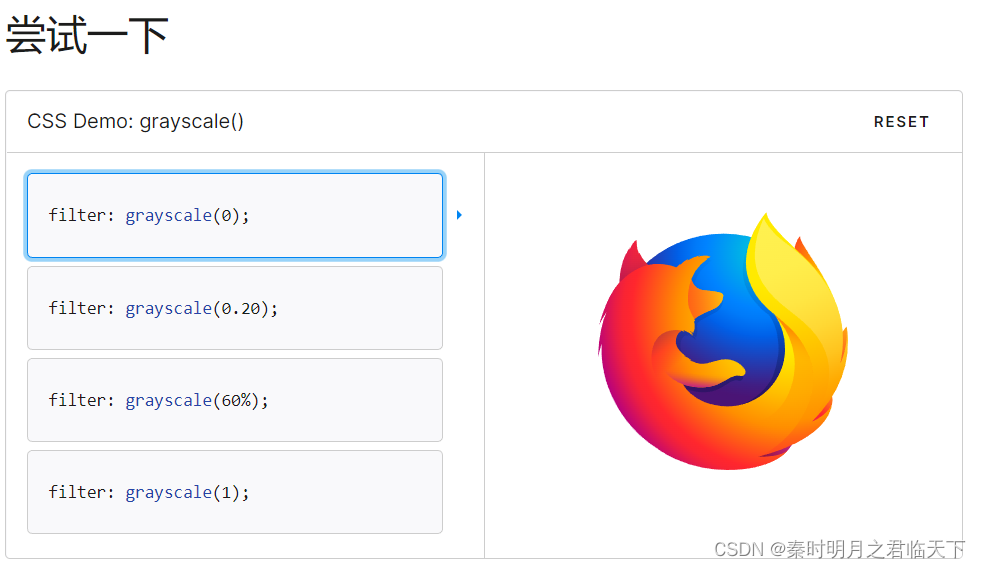 尝试一下
CSS Demo: grayscale()
RESET
filter: grayscale(0);
filter: grayscale(0.20);
filter: grayscale(60%);
filter: grayscale(1);
CSDN @秦时明月之君临天下